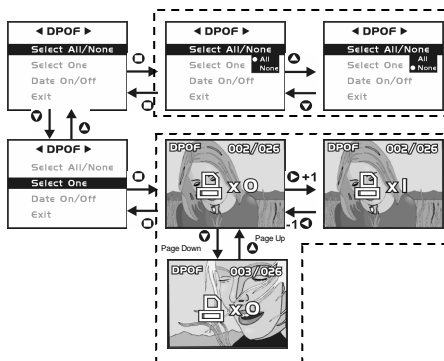 ◄ DPOF ►
Select All/None
Select One
Date On/Off
Exit
◄ DPOF ►
Select All/None
Select One
Date On/Off
Exit
All
None
◄ DPOF ►
Select All/None
Select One
Date On/Off
Exit
All
None
◄ DPOF ►
Select All/None
Select One
Date On/Off
Exit
DPOF 002/026
x0
+1
-1
DPOF 002/026
x1
Page Down
Page Up
DPOF 003/026
x0